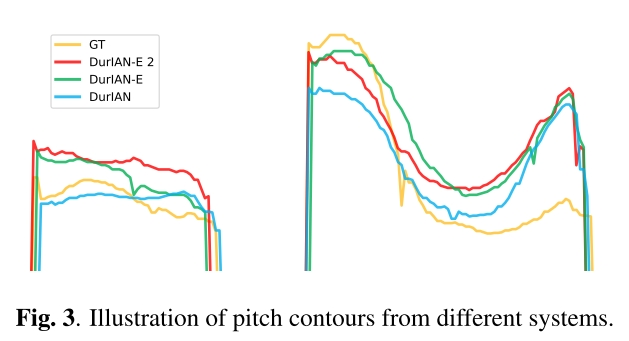 GT
DurIAN-E 2
DurIAN-E
DurIAN
Fig. 3. Illustration of pitch contours from different systems.